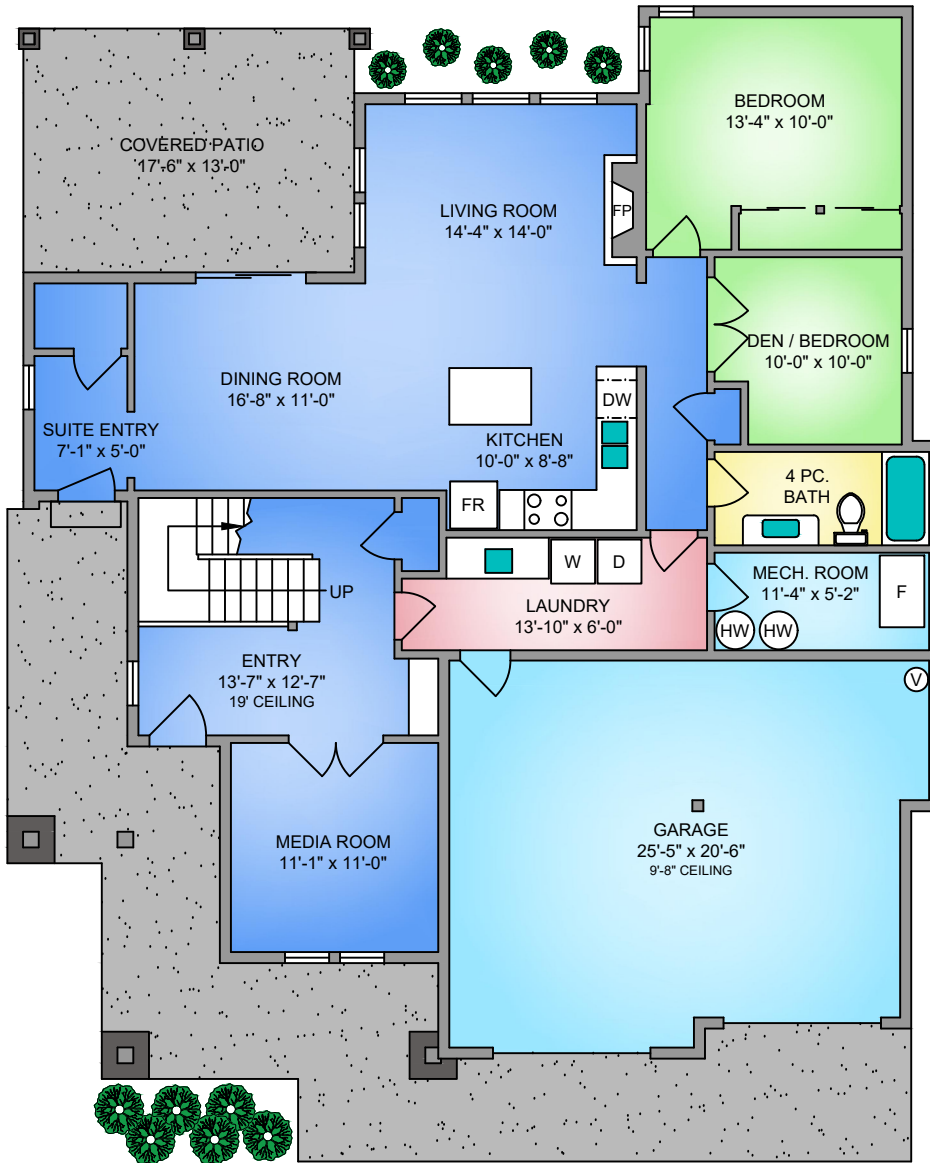 BEDROOM
13'-4" x 10'-0"
COVERED PATIO
17'-6" x 13'-0"
LIVING ROOM
14'-4" x 14'-0"
FP
DEN / BEDROOM
10'-0" x 10'-0"
DINING ROOM
16'-8" x 11'-0"
DW
SUITE ENTRY
7'-1" x 5'-0"
KITCHEN
10'-0" x 8'-8"
FR
4 PC.
BATH
W
D
MECH. ROOM
11'-4" x 5'-2"
F
UP
LAUNDRY
13'-10" x 6'-0"
HW
HW
ENTRY
13'-7" x 12'-7"
19' CEILING
V
MEDIA ROOM
11'-1" x 11'-0"
GARAGE
25'-5" x 20'-6"
9'-8" CEILING